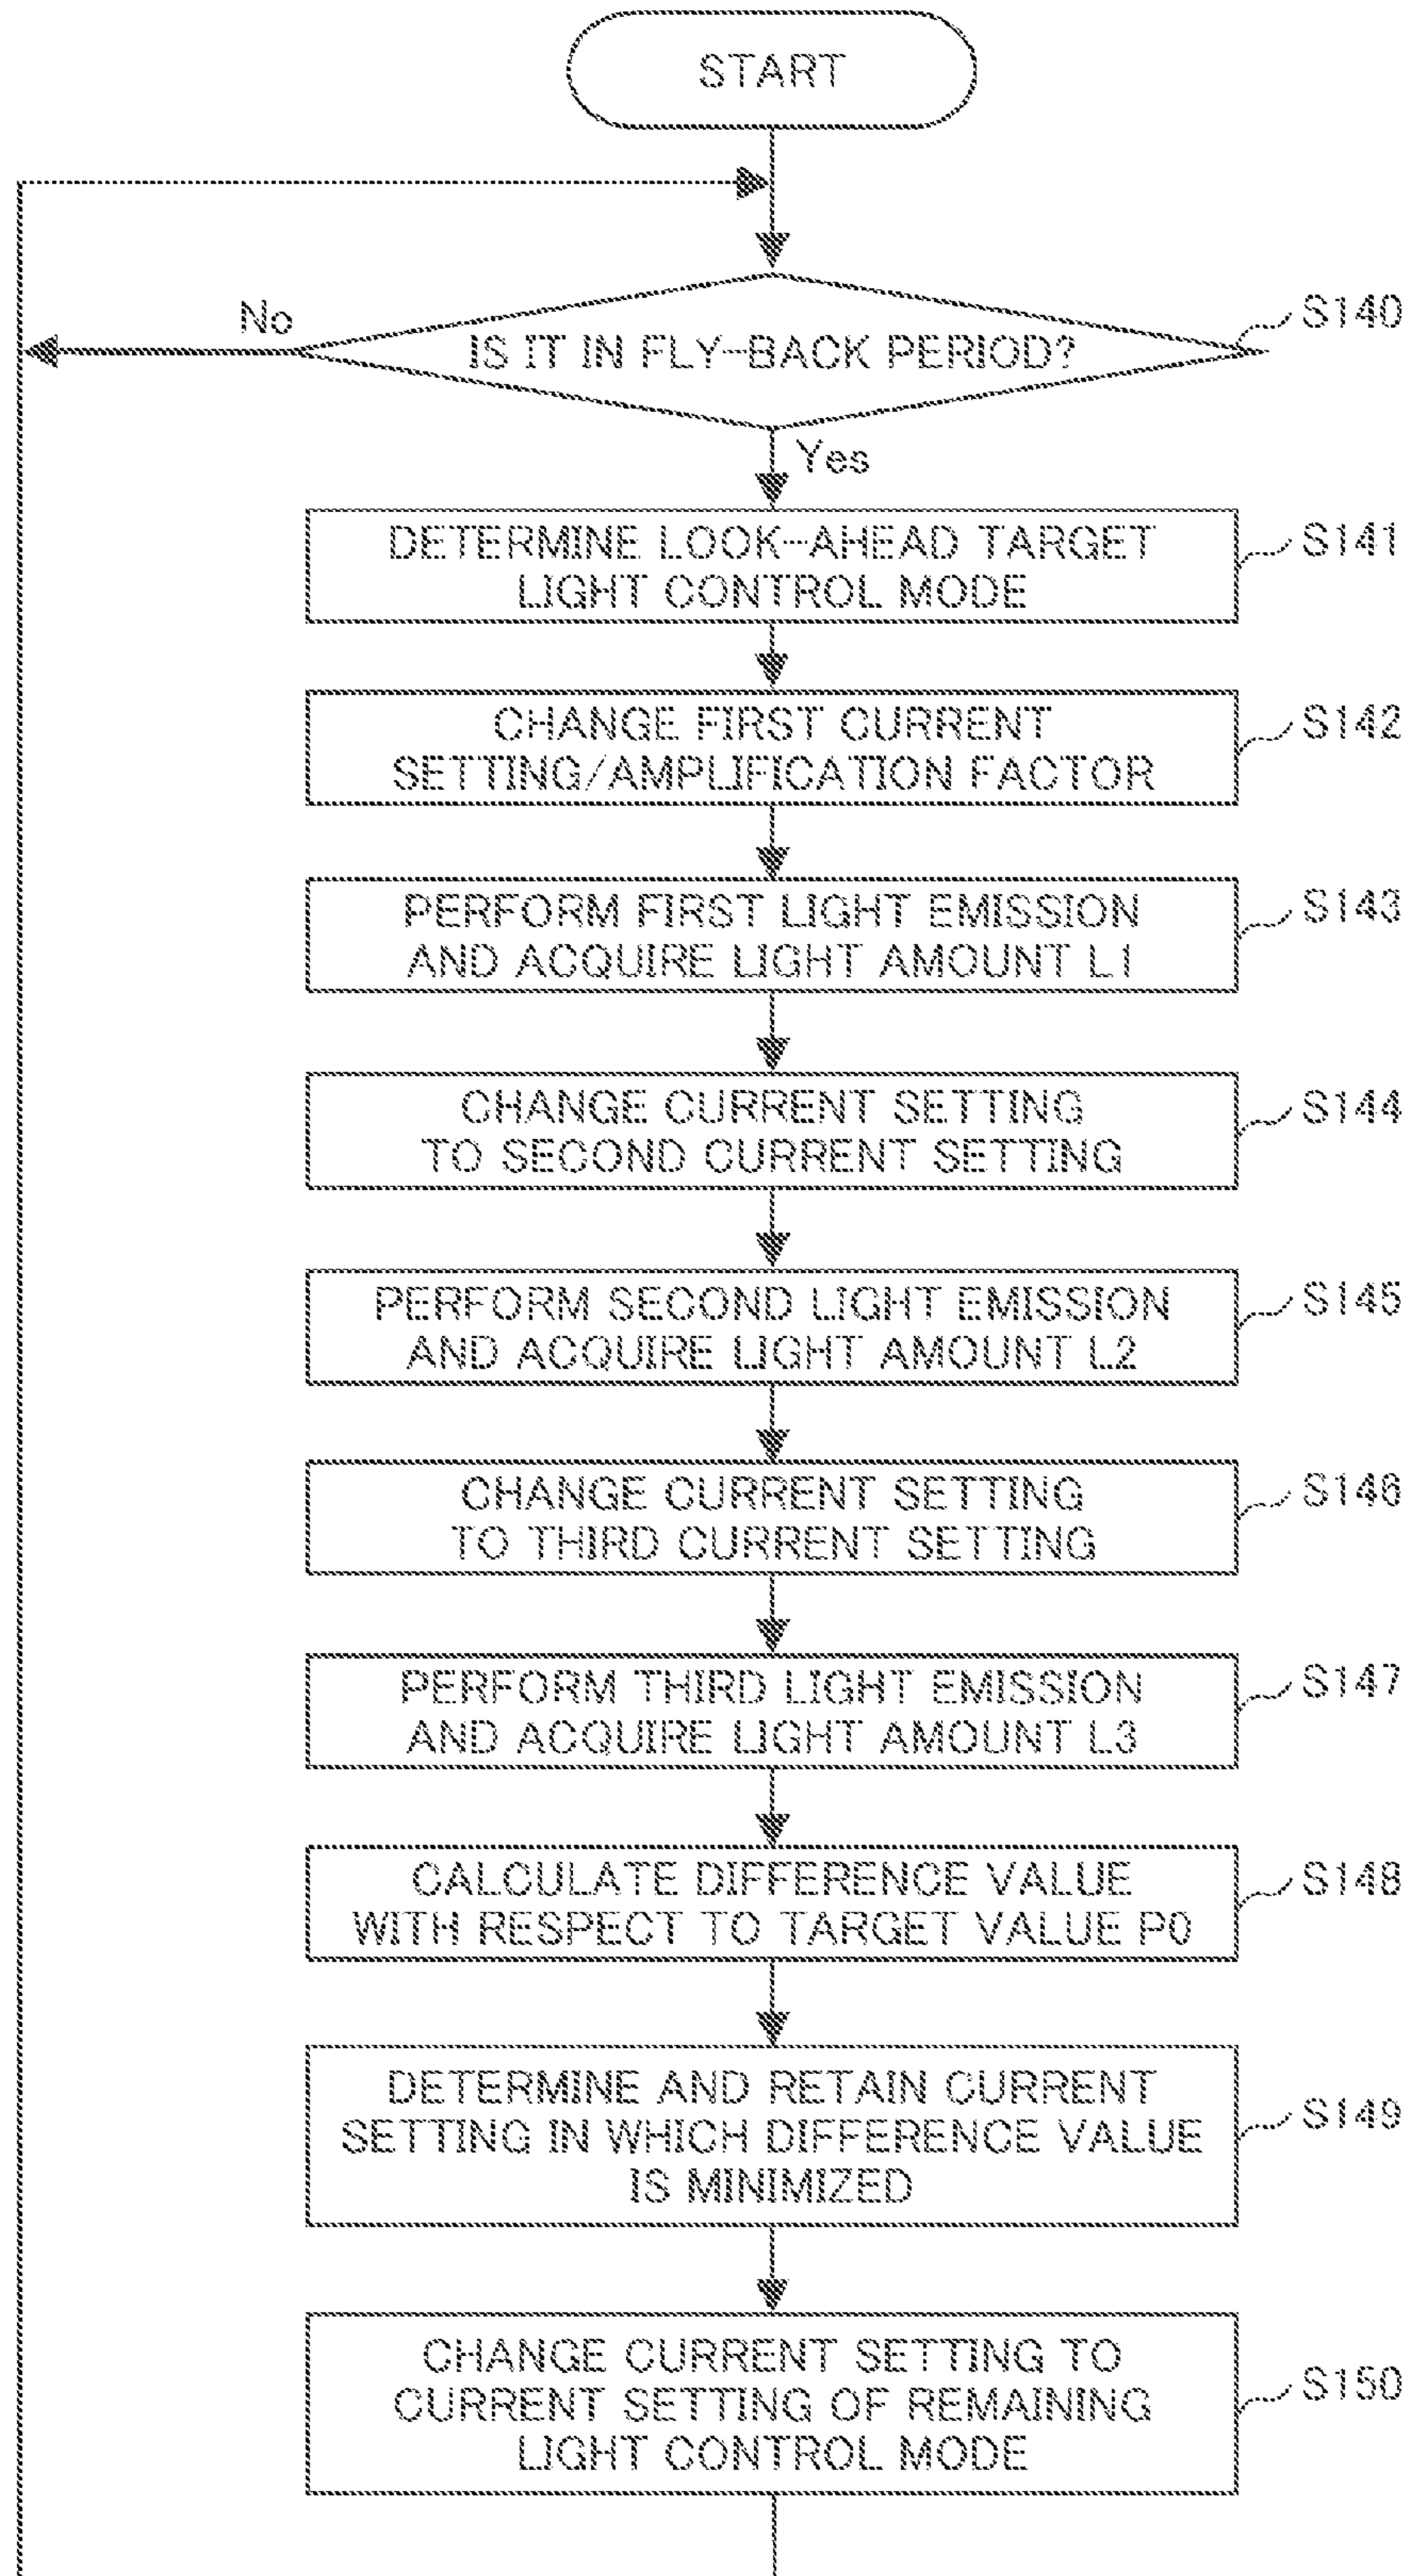 START
No
IS IT IN FLY-BACK PERIOD?
S140
Yes
DETERMINE LOOK-AHEAD TARGET
LIGHT CONTROL MODE
S141
CHANGE FIRST CURRENT
SETTING/AMPLIFICATION FACTOR
S142
PERFORM FIRST LIGHT EMISSION
AND ACQUIRE LIGHT AMOUNT L1
S143
CHANGE CURRENT SETTING
TO SECOND CURRENT SETTING
S144
PERFORM SECOND LIGHT EMISSION
AND ACQUIRE LIGHT AMOUNT L2
S145
CHANGE CURRENT SETTING
TO THIRD CURRENT SETTING
S146
PERFORM THIRD LIGHT EMISSION
AND ACQUIRE LIGHT AMOUNT L3
S147
CALCULATE DIFFERENCE VALUE
WITH RESPECT TO TARGET VALUE P0
S148
DETERMINE AND RETAIN CURRENT
SETTING IN WHICH DIFFERENCE VALUE
IS MINIMIZED
S149
CHANGE CURRENT SETTING TO
CURRENT SETTING OF REMAINING
LIGHT CONTROL MODE
S150